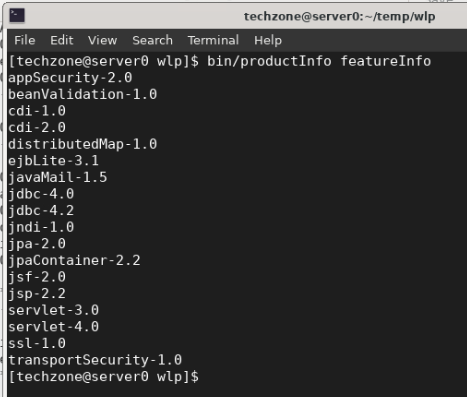 techzone@server0:~/temp/wlp
File Edit View Search Terminal Help
[techzone@server0 wlp]$ bin/productInfo featureInfo
appSecurity-2.0
beanValidation-1.0
cdi-1.0
cdi-2.0
distributedMap-1.0
ejbLite-3.1
javaMail-1.5
jdbc-4.0
jdbc-4.2
jndi-1.0
jpa-2.0
jpaContainer-2.2
jsf-2.0
jsp-2.2
servlet-3.0
servlet-4.0
ssl-1.0
transportSecurity-1.0
[techzone@server0 wlp]$